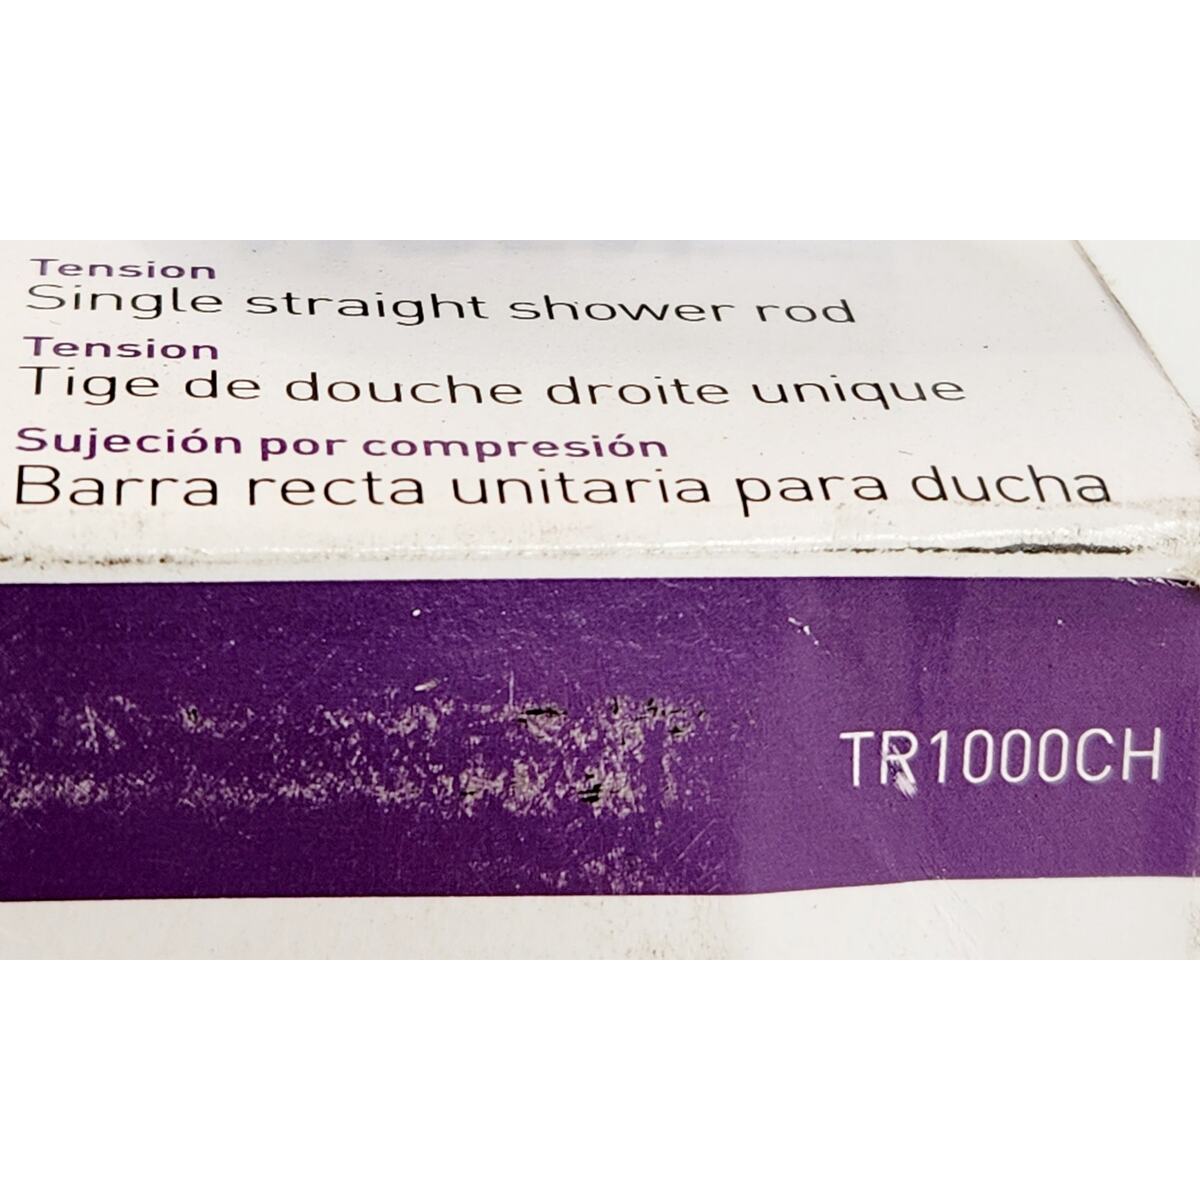 Tension
Single straight shower rod
Tension
Tige de douche droite unique
Sujeción por compresión
Barra recta unitaria para ducha
TR1000CH